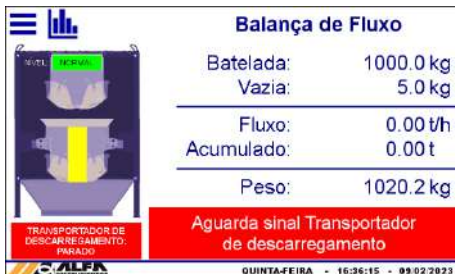 Balança de Fluxo
NIVEL: NORMAL
Batelada: 1000.0 kg
Vazia: 5.0 kg
Fluxo: 0.00 t/h
Acumulado: 0.00 t
Peso: 1020.2 kg
TRANSPORTADOR DE
DESCARREGAMENTO:
PARADO
Aguarda sinal Transportador
de descarregamento
ALFA
QUINTA-FEIRA - 16:36:15 - 09/02/2023